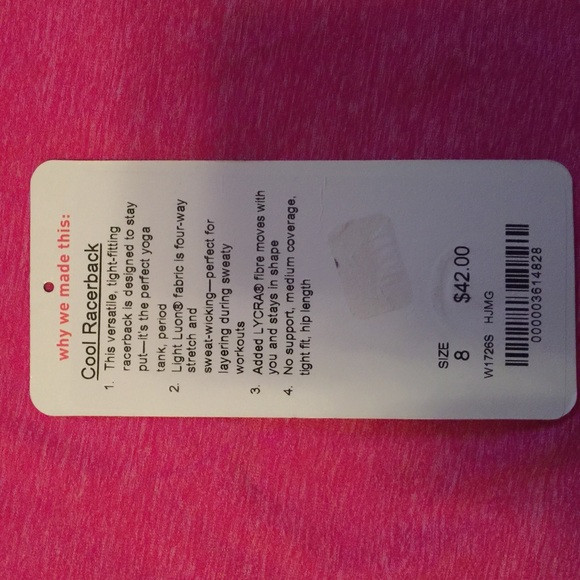 why we made this:
Cool Racerback
1. This versatile, tight-fitting
racerback is designed to stay
put—it's the perfect yoga
tank, period
2. Light Luon® fabric is four-way
stretch and
sweat-wicking—perfect for
layering during sweaty
workouts
3. Added LYCRA® fibre moves with
you and stays in shape
4. No support, medium coverage,
tight fit, hip length
SIZE
8 $42.00
W1726S HJMG
000003614828